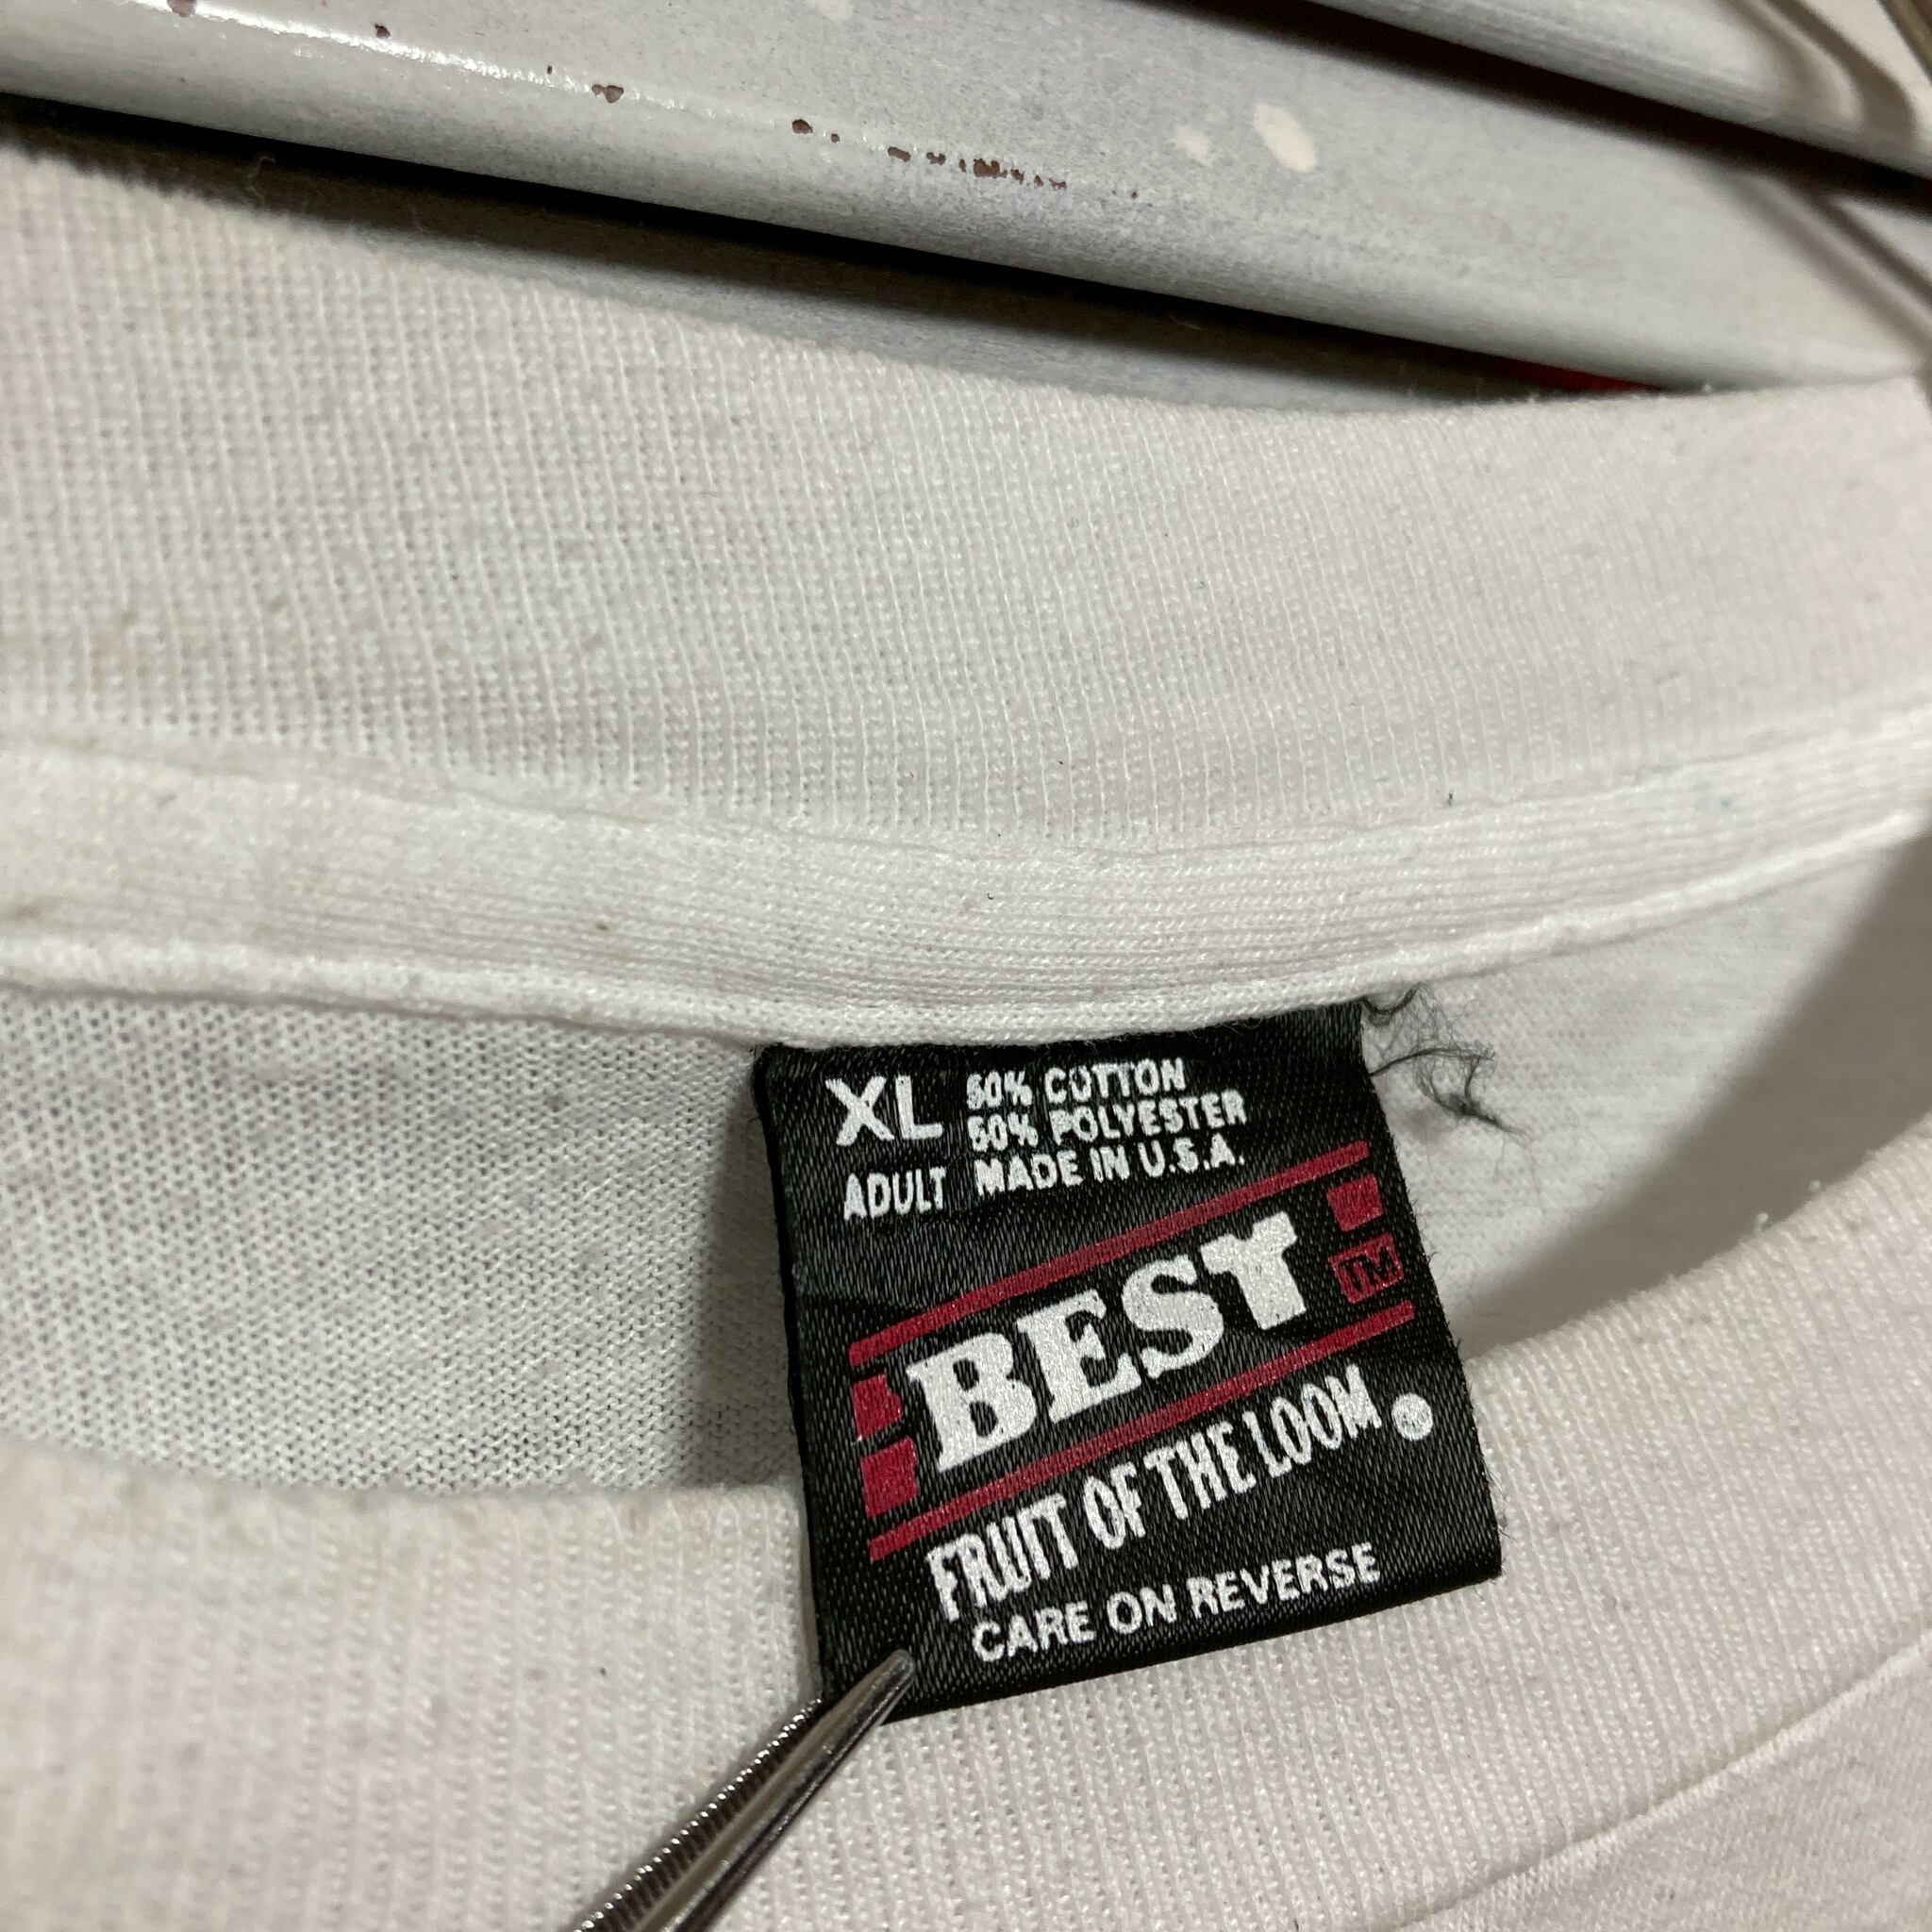 XL 50% COTTON
50% POLYESTER
ADULT MADE IN U.S.A.
BEST TM
FRUIT OF THE LOOM
CARE ON REVERSE